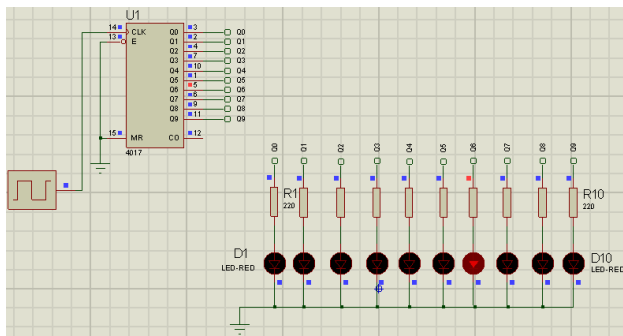 U1
14 CLK Q0 3 Q0
13 E Q1 2 Q1
Q2 4 Q2
Q3 7 Q3
Q4 10 Q4
Q5 1 Q5
Q6 5 Q6
Q7 6 Q7
Q8 9 Q8
Q9 11 Q9
15 MR CO 12
4017
Q0 Q1 Q2 Q3 Q4 Q5 Q6 Q7 Q8 Q9
R1 R10
220 220
D1 D10
LED-RED LED-RED